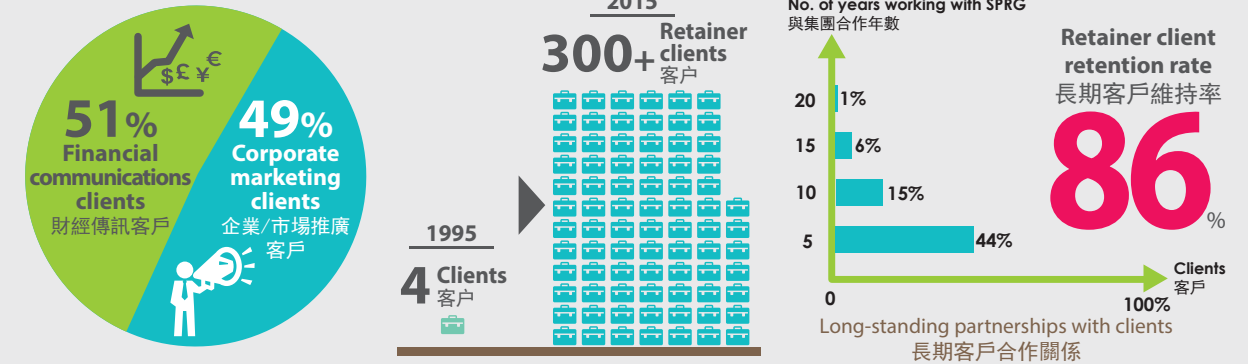 $£¥€
51%
Financial
communications
clients
財經傳訊客戶
49%
Corporate
marketing
clients
企業/市場推廣
客戶
1995
4 Clients
客户
2015
300+ Retainer
clients
客户
No. of years working with SPRG
與集團合作年數
20 1%
15 6%
10 15%
5 44%
0
100%
Clients
客戶
Long-standing partnerships with clients
長期客戶合作關係
Retainer client
retention rate
長期客戶維持率
86%